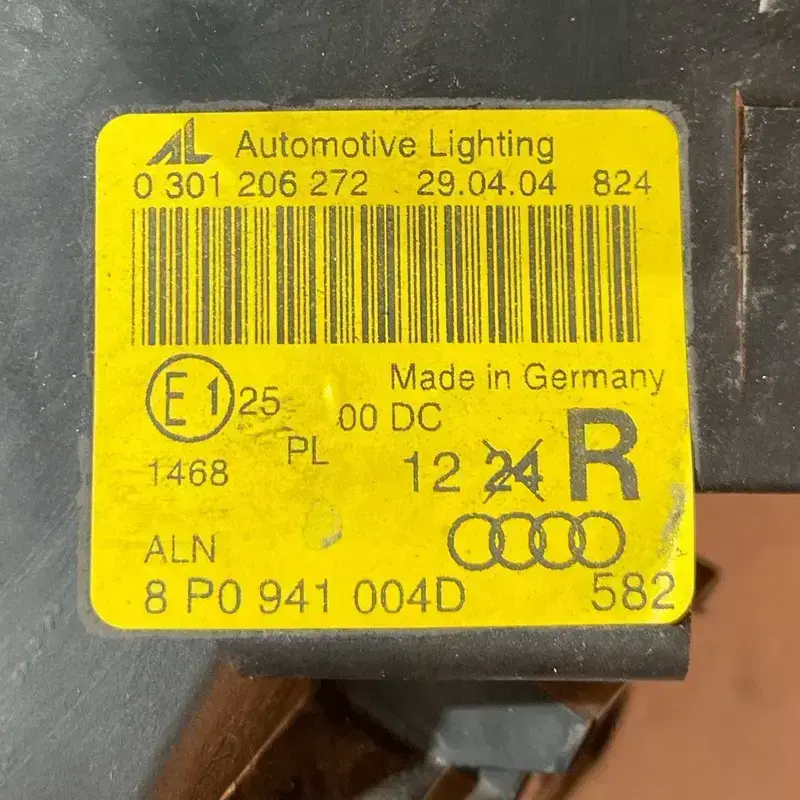 AL Automotive Lighting
0 301 206 272 29.04.04 824
Made in Germany
E1 25 00 DC
PL
1468
12 24 R
ALN
8 P0 941 004D 582